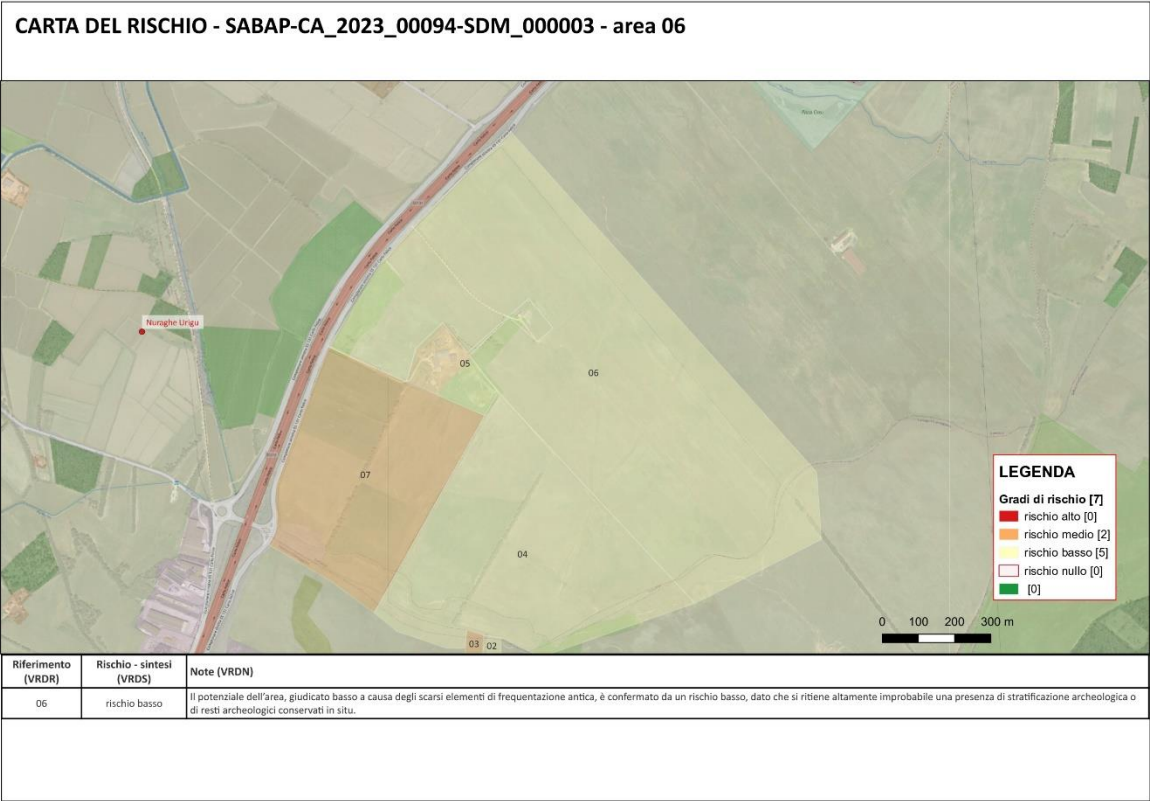 CARTA DEL RISCHIO - SABAP-CA_2023_00094-SDM_000003 - area 06
Nuraghe Urigu
05
06
07
04
03 02
LEGENDA
Gradi di rischio [7]
rischio alto [0]
rischio medio [2]
rischio basso [5]
rischio nullo [0]
[0]
0 100 200 300 m
Riferimento (VRDR)
Rischio - sintesi (VRDS)
Note (VRDN)
06
rischio basso
Il potenziale dell'area, giudicato basso a causa degli scarsi elementi di frequentazione antica, è confermato da un rischio basso, dato che si ritiene altamente improbabile una presenza di stratificazione archeologica o
di resti archeologici conservati in situ.